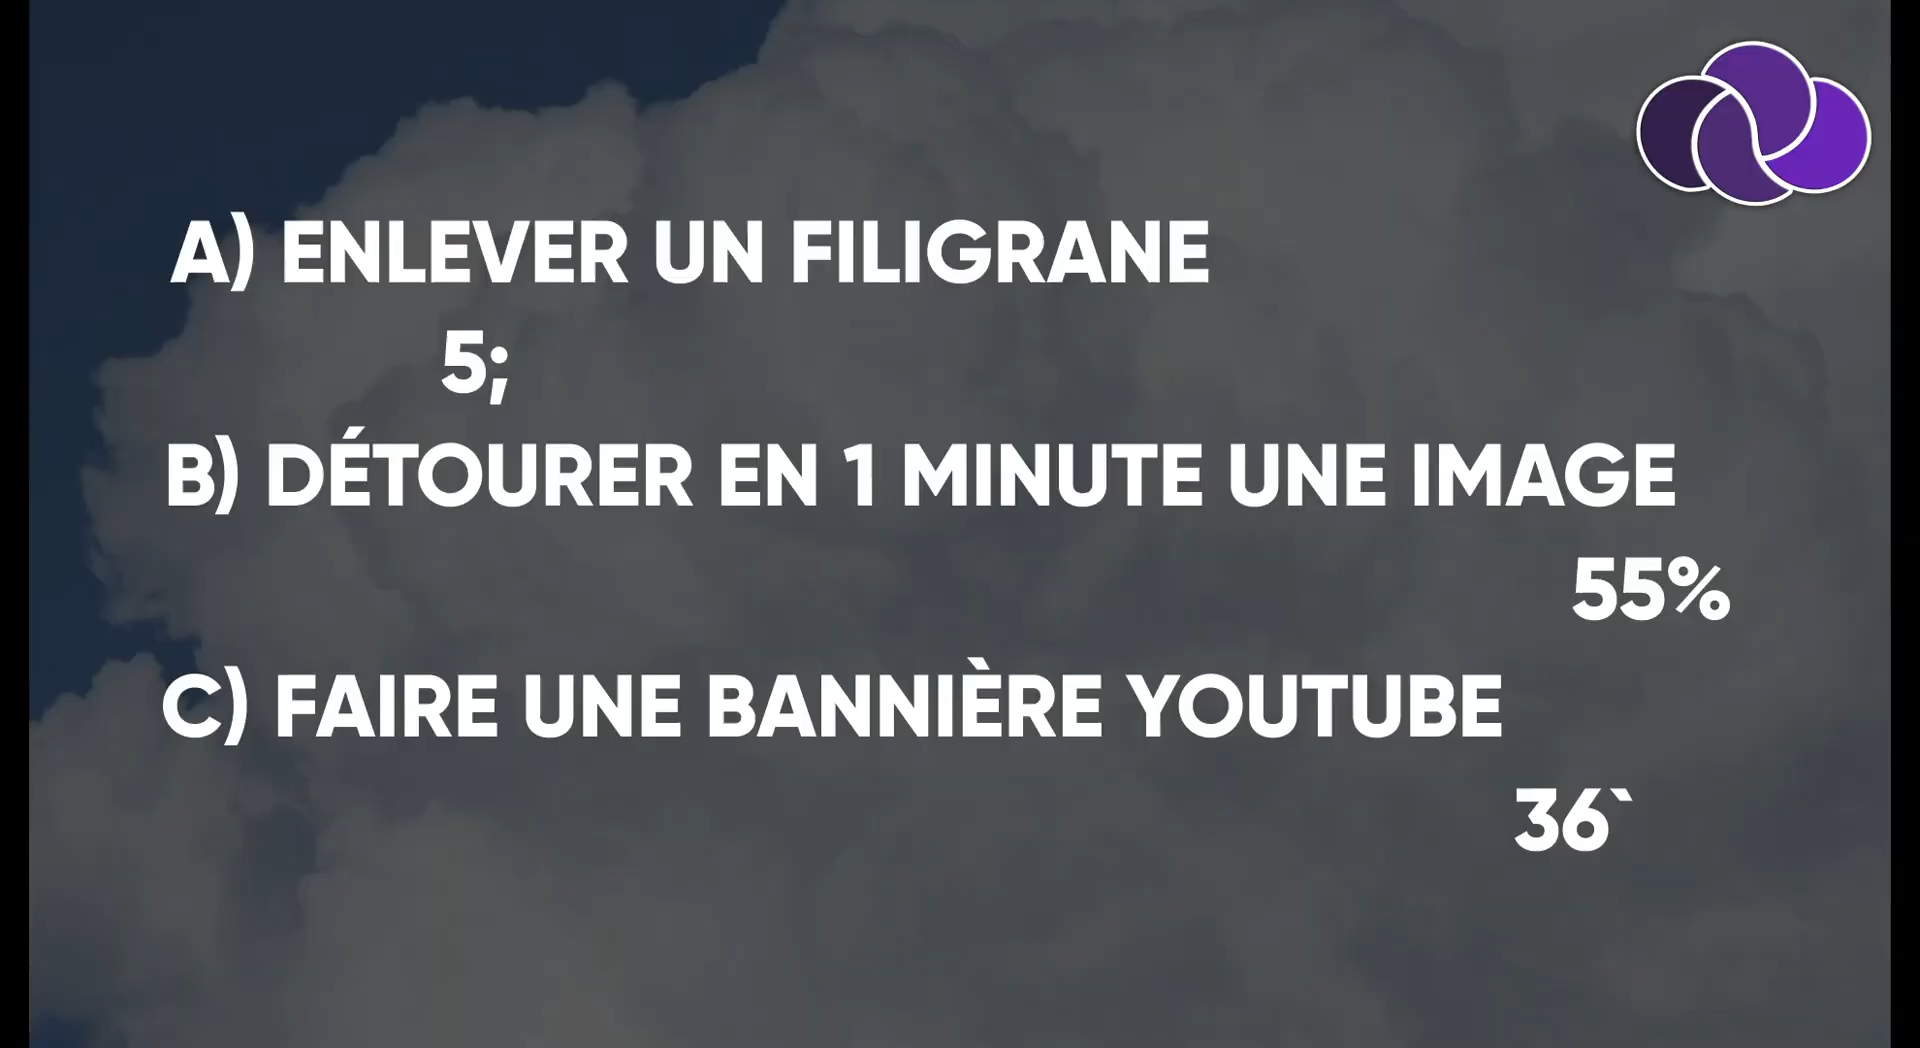 A) ENLEVER UN FILIGRANE
5;
B) DÉTOURER EN 1 MINUTE UNE IMAGE
55%
C) FAIRE UNE BANNIÈRE YOUTUBE
36`